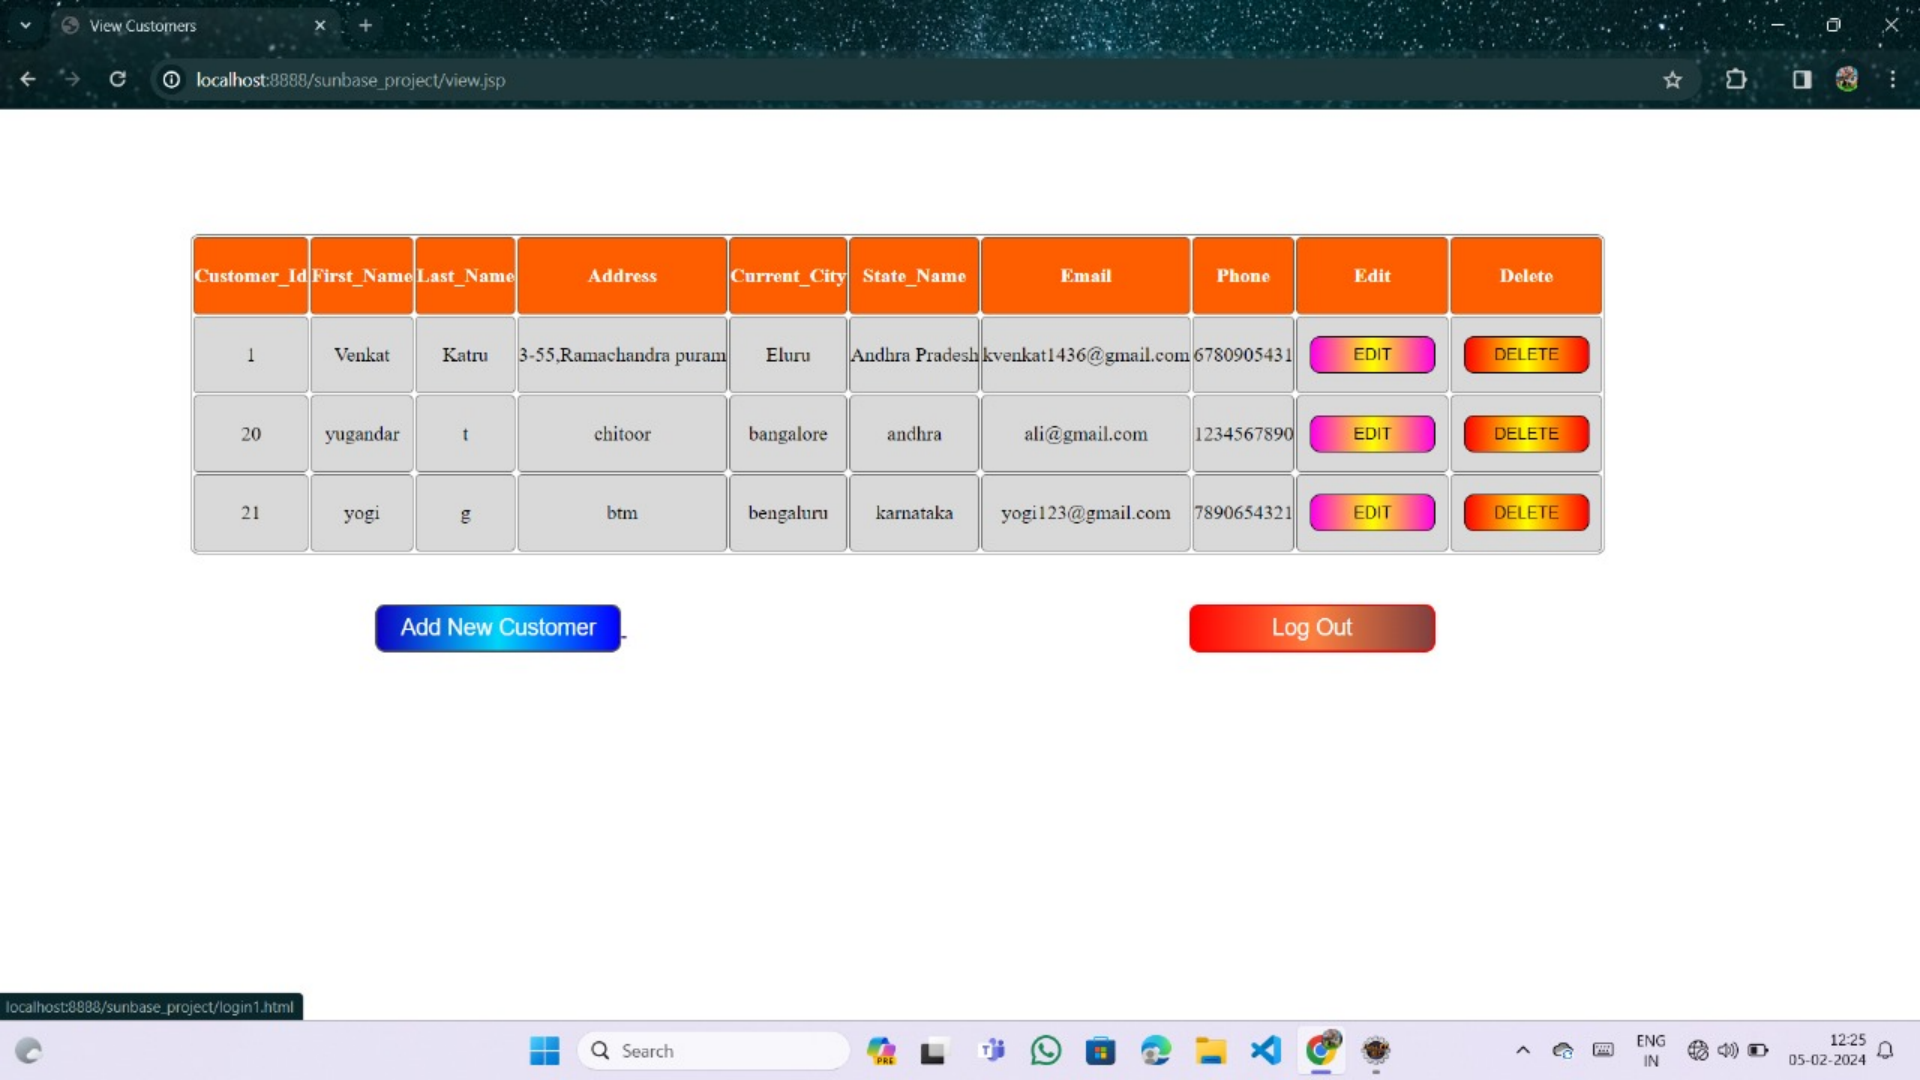 View Customers
localhost:8888/sunbase_project/view.jsp
Customer_Id First_Name Last_Name Address Current_City State_Name Email Phone Edit Delete
1 Venkat Katru 3-55,Ramachandra puram Eluru Andhra Pradesh kvenkat1436@gmail.com 6780905431 EDIT DELETE
20 yugandar t chitoor bangalore andhra ali@gmail.com 1234567890 EDIT DELETE
21 yogi g btm bengaluru karnataka yogi123@gmail.com 7890654321 EDIT DELETE
Add New Customer Log Out
localhost:8888/sunbase_project/login1.html
Search
PRE
ENG
IN
12:25
05-02-2024